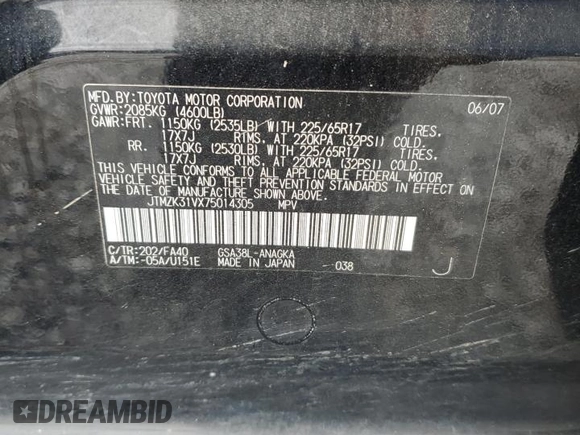 MFD.BY:TOYOTA MOTOR CORPORATION 06/07
GVWR:2085KG (4600LB)
GAWR:FRT. 1150KG (2535LB) WITH 225/65R17 TIRES.
17X7J RIMS. AT 220KPA (32PSI) COLD.
RR. 1150KG (2530LB) WITH 225/65R17 TIRES.
17X7J RIMS. AT 220KPA (32PSI) COLD.
THIS VEHICLE CONFORMS TO ALL APPLICABLE FEDERAL MOTOR
VEHICLE SAFETY AND THEFT PREVENTION STANDARDS IN EFFECT
ON THE DATE OF MANUFACTURE SHOWN ABOVE.
JTMZK31VX75014305 MPV
C/TR:202/FA40 GSA38L-ANAGKA
A/TM:-05A/U151E MADE IN JAPAN 038 J
DREAMBID